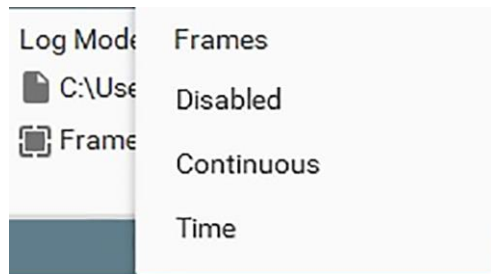 Log Mode
Frames
C:\Use
Disabled
Frame
Continuous
Time